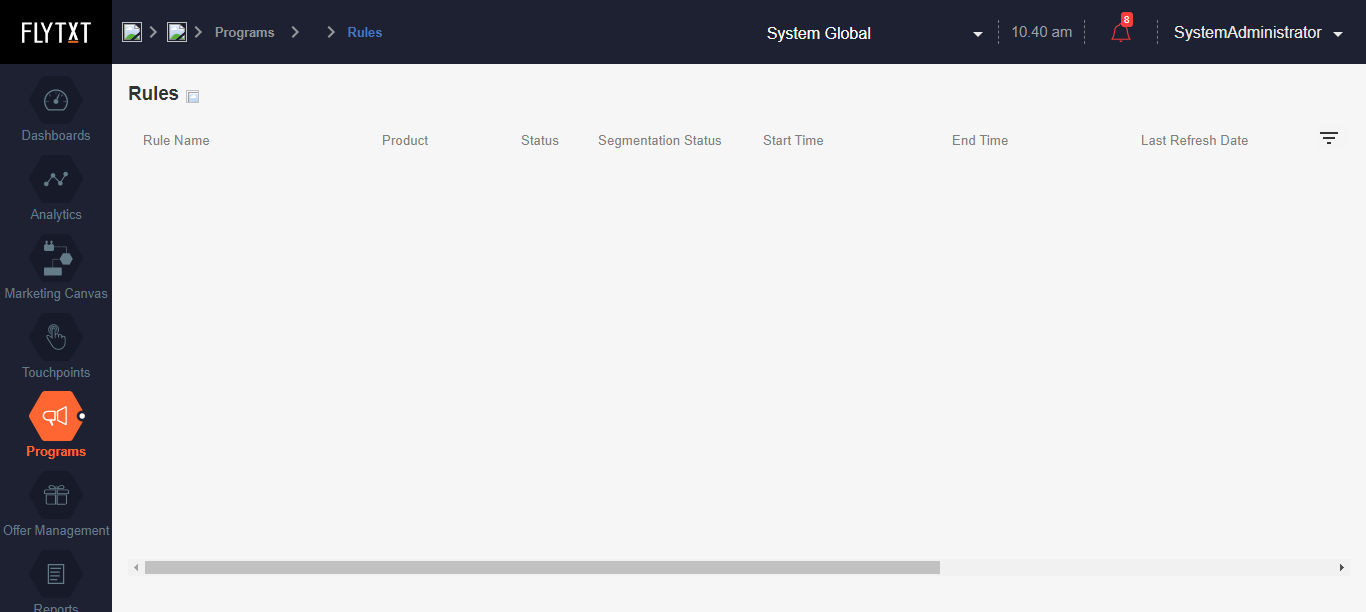 FLYTXT
Programs
Rules
System Global
10.40 am
8
SystemAdministrator
Dashboards
Analytics
Marketing Canvas
Touchpoints
Programs
Offer Management
Reports
Rules
Rule Name
Product
Status
Segmentation Status
Start Time
End Time
Last Refresh Date